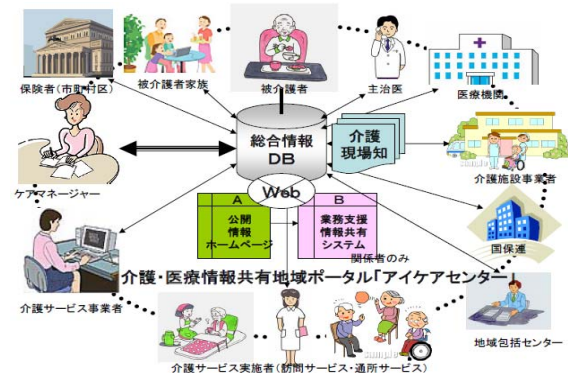 保険者(市町村区)
被介護者家族
被介護者
主治医
医療機関
総合情報
DB
介護
現場知
ケアマネージャー
sample
介護施設事業者
Web
A
公開
情報
ホームページ
B
業務支援
情報共有
システム
国保連
関係者のみ
介護・医療情報共有地域ポータル「アイケアセンター」
介護サービス事業者
sample
地域包括センター
介護サービス実施者(訪問サービス・通所サービス)